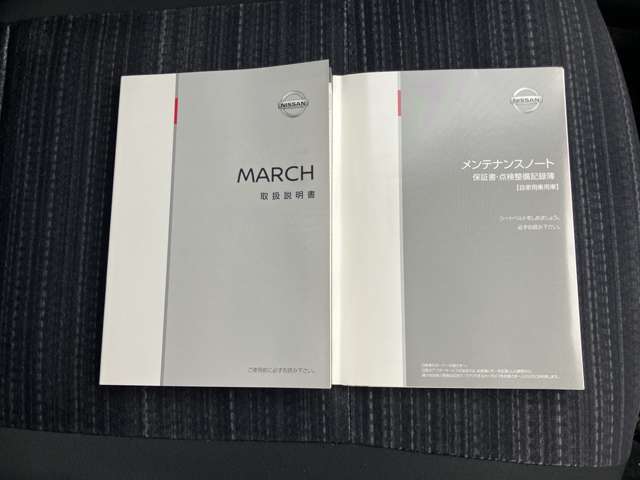 NISSAN
MARCH
取扱説明書
ご使用前に必ずお読み下さい。
NISSAN
メンテナンスノート
保証書・点検整備記録簿
【自家用乗用車】
シートベルトをしめましょう。
必ずお読み下さい。